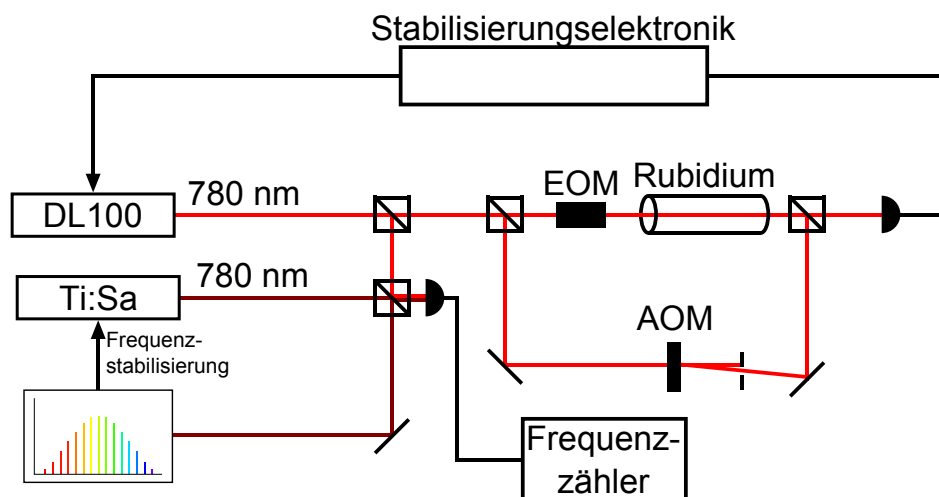 Stabilisierungselektronik
780 nm
EOM
Rubidium
DL100
780 nm
Ti:Sa
AOM
Frequenz-
stabilisierung
Frequenz-
zähler